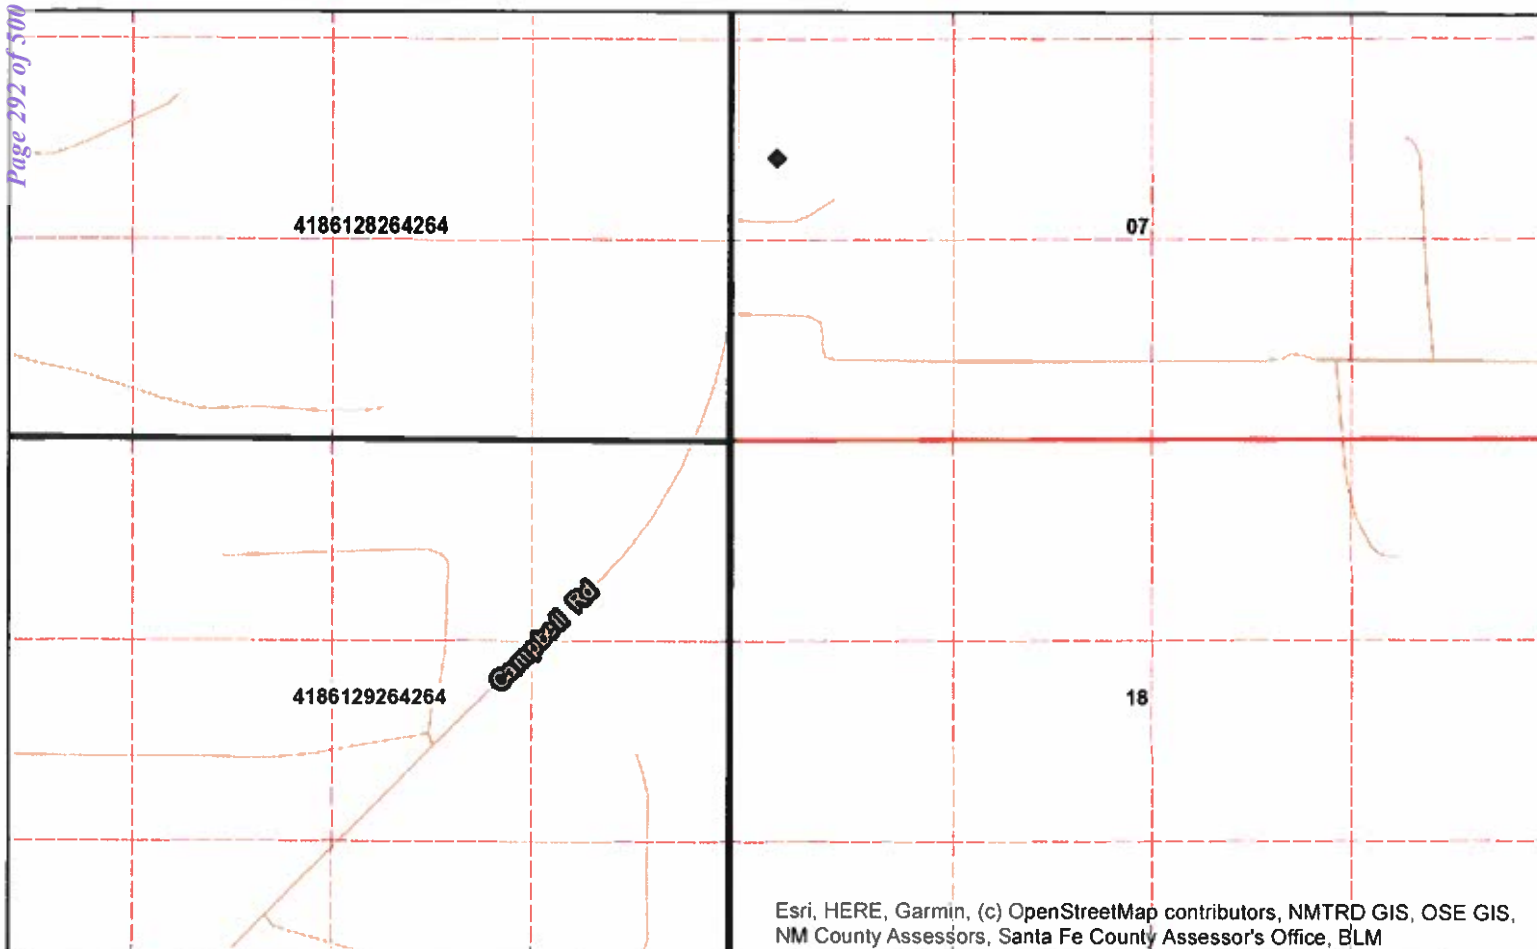 Page 292 of 500
4186128264264
07
Campbell Rd
4186129264264
18
Esri, HERE, Garmin, (c) OpenStreetMap contributors, NMTRD GIS, OSE GIS,
NM County Assessors, Santa Fe County Assessor's Office, BLM